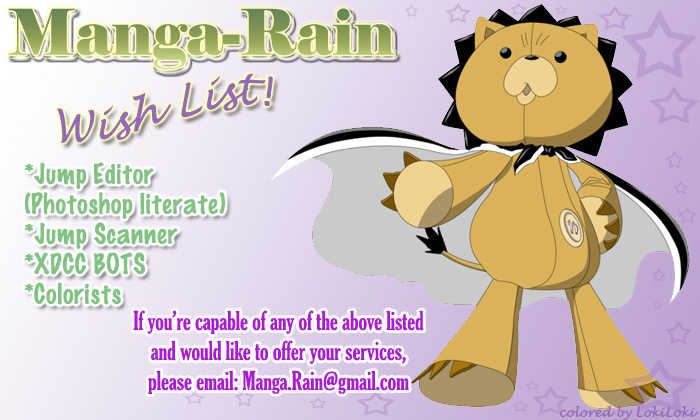 Manga-Rain
Wish List!
*Jump Editor
(Photoshop literate)
*Jump Scanner
*XDCC BOTS
*Colorists
If you're capable of any of the above listed
and would like to offer your services,
please email: Manga.Rain@gmail.com
S
colored by LokiLoks